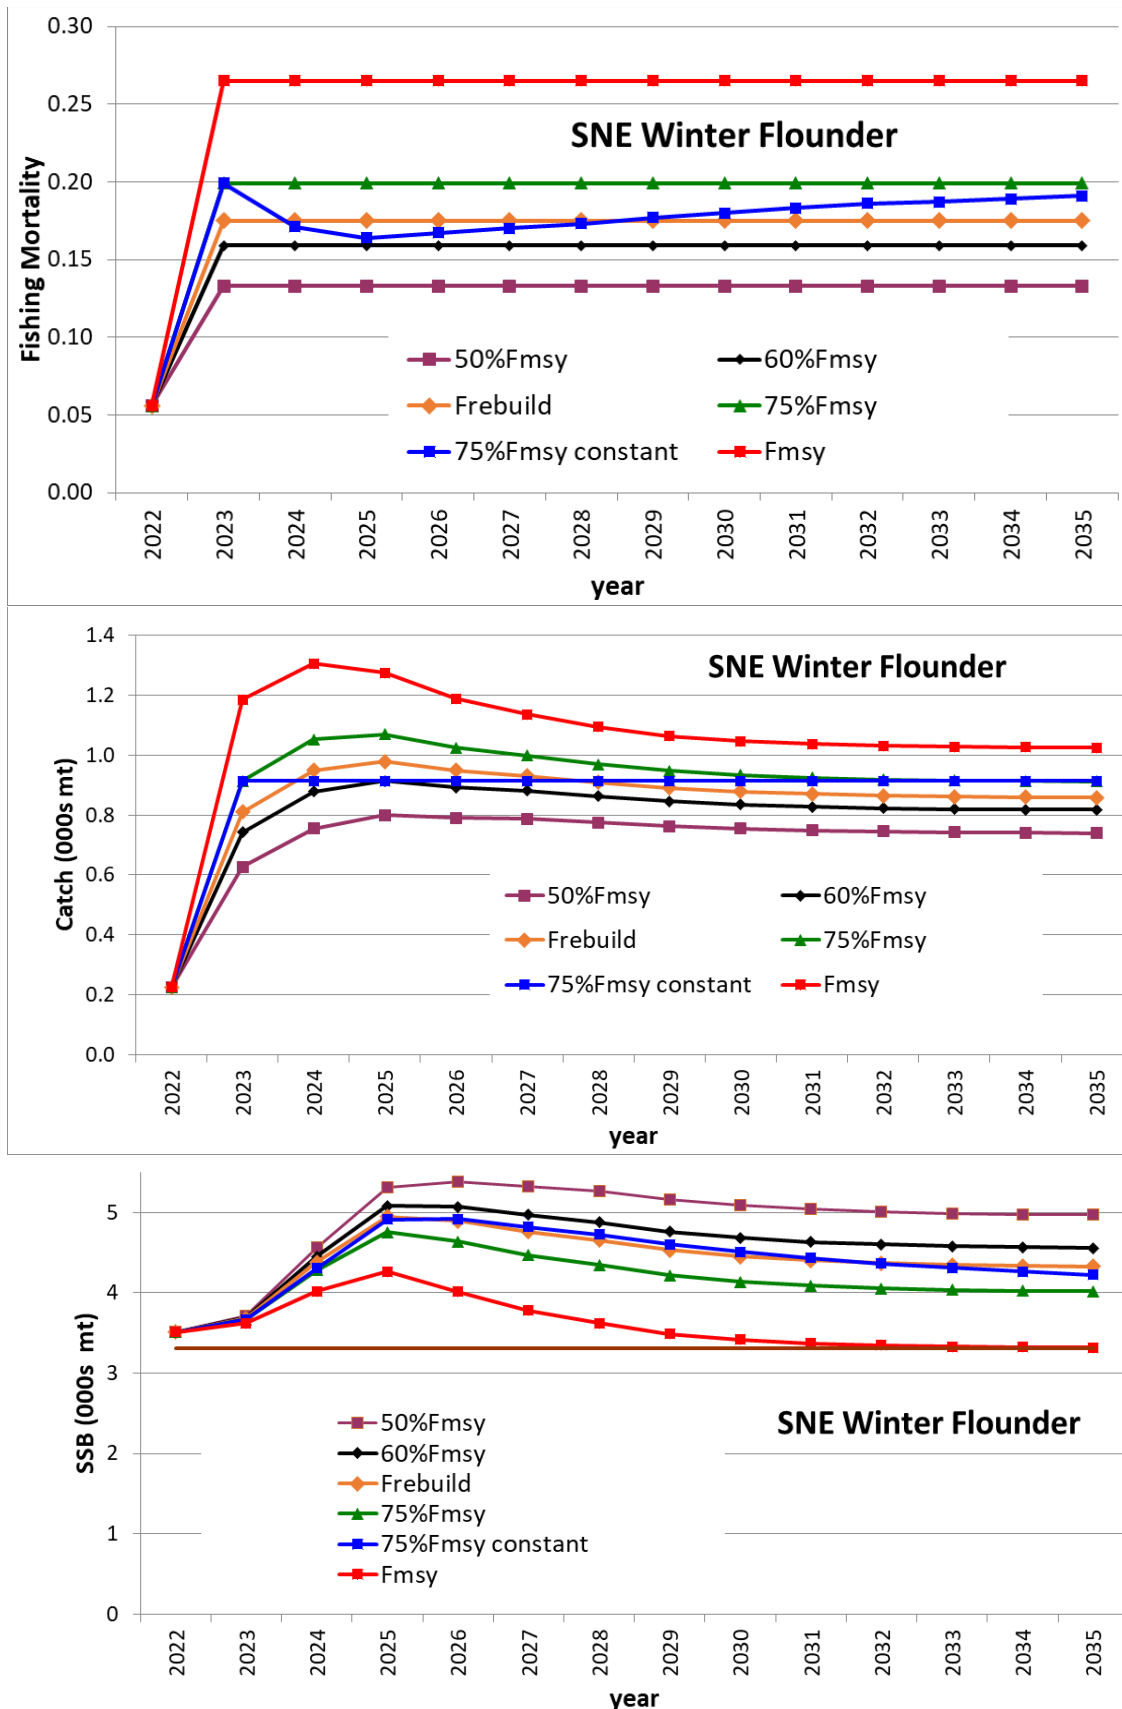 SNE Winter Flounder
Fishing Mortality
0.30
0.25
0.20
0.15
0.10
0.05
0.00
50%Fmsy 60%Fmsy
Frebuild 75%Fmsy
75%Fmsy constant Fmsy
2022 2023 2024 2025 2026 2027 2028 2029 2030 2031 2032 2033 2034 2035
year
SNE Winter Flounder
Catch (000s mt)
1.4
1.2
1.0
0.8
0.6
0.4
0.2
0.0
50%Fmsy 60%Fmsy
Frebuild 75%Fmsy
75%Fmsy constant Fmsy
2022 2023 2024 2025 2026 2027 2028 2029 2030 2031 2032 2033 2034 2035
year
SSB (000s mt)
5
4
3
2
1
0
50%Fmsy
60%Fmsy
Frebuild
75%Fmsy
75%Fmsy constant
Fmsy
SNE Winter Flounder
2022 2023 2024 2025 2026 2027 2028 2029 2030 2031 2032 2033 2034 2035
year